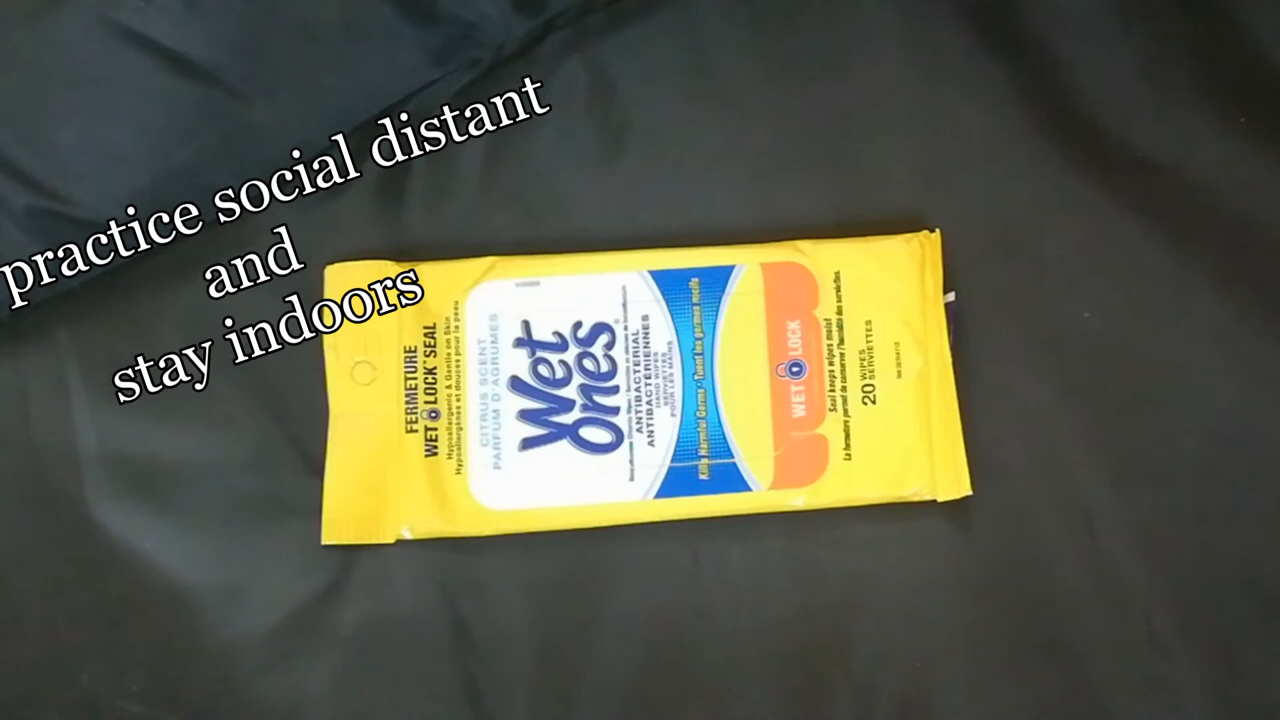 practice social distant
and
stay indoors
FERMETURE
WET LOCK™ SEAL
Hypoallergenic & Gentle on Skin
Hypoallergènes et douces pour la peau
CITRUS SCENT
PARFUM D'AGRUMES
Wet
Ones®
ANTIBACTERIAL
ANTIBACTÉRIENNES
HAND WIPES
SERVIETTES
POUR LES MAINS
Kills Harmful Germs • Tuent les germes nocifs
WET LOCK
Seal keeps wipes moist
La fermeture permet de conserver l'humidité des serviettes.
20 WIPES
SERVIETTES